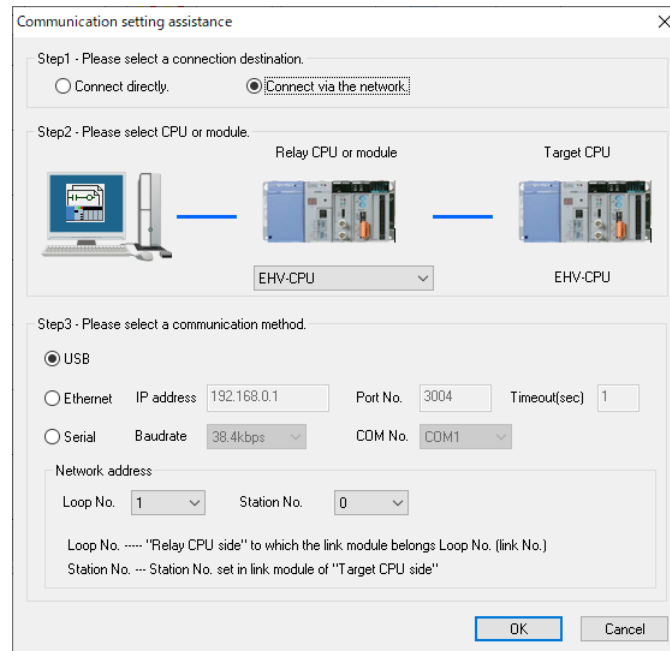 Communication setting assistance
Step1 - Please select a connection destination.
Connect directly.
Connect via the network.
Step2 - Please select CPU or module.
Relay CPU or module
Target CPU
EHV-CPU
EHV-CPU
Step3 - Please select a communication method.
USB
Ethernet IP address 192.168.0.1 Port No. 3004 Timeout(sec) 1
Serial Baudrate 38.4kbps COM No. COM1
Network address
Loop No. 1 Station No. 0
Loop No. ----- "Relay CPU side" to which the link module belongs Loop No. (link No.)
Station No. --- Station No. set in link module of "Target CPU side"
OK Cancel